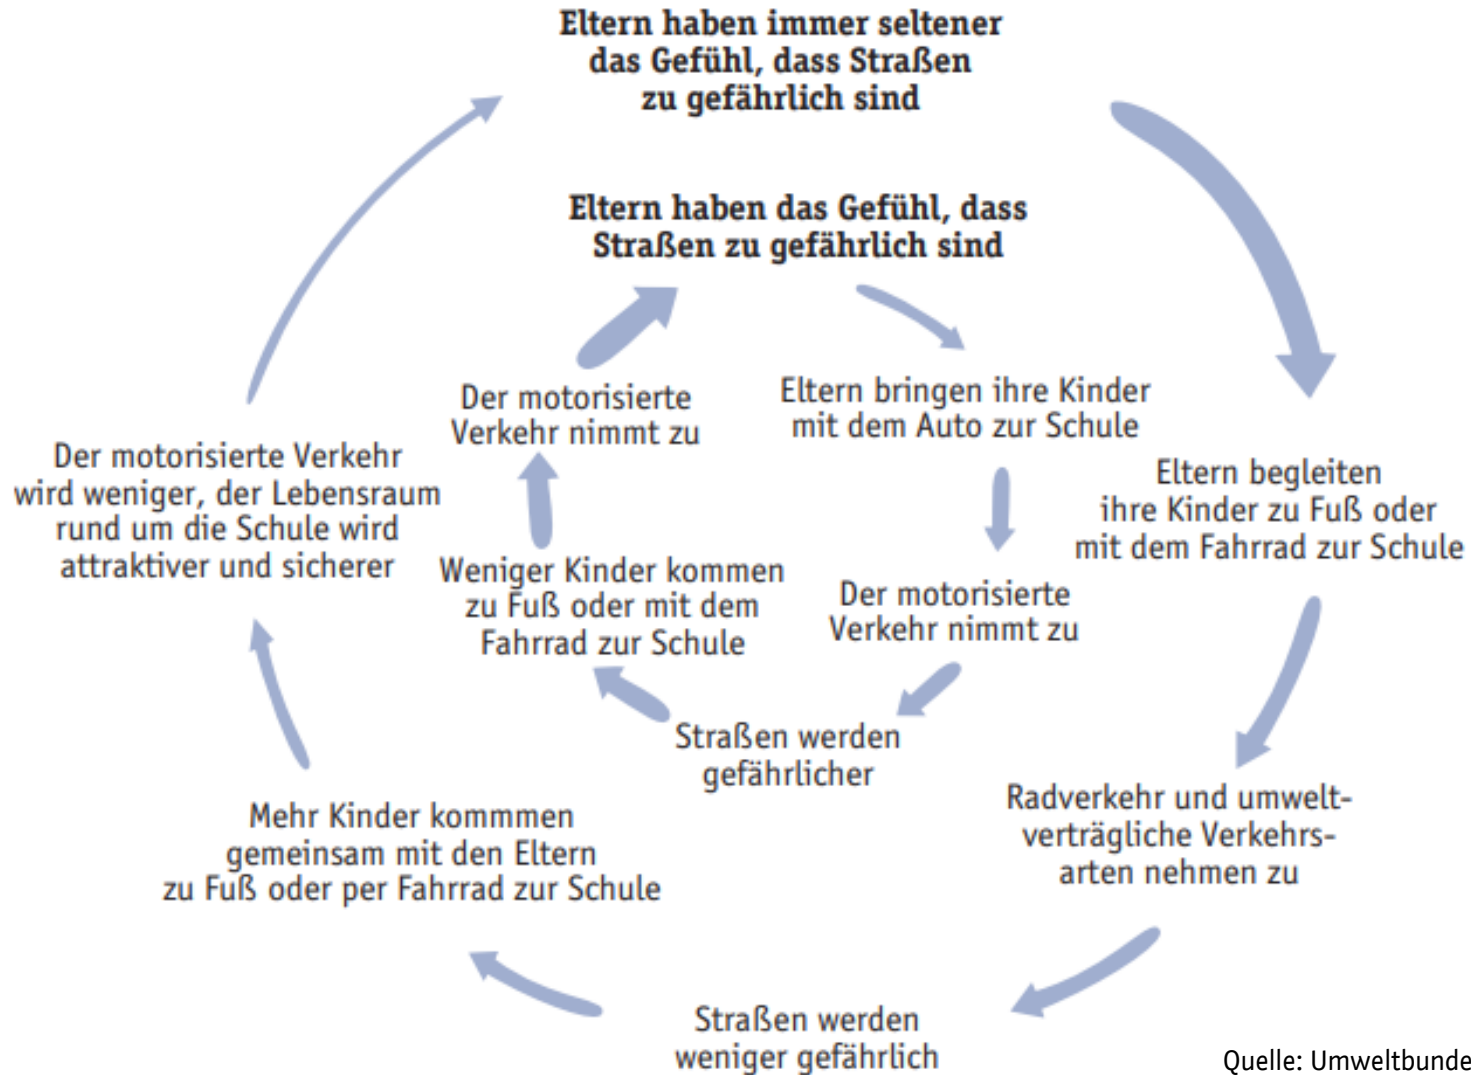 Eltern haben immer seltener
das Gefühl, dass Straßen
zu gefährlich sind
Eltern haben das Gefühl, dass
Straßen zu gefährlich sind
Eltern bringen ihre Kinder
mit dem Auto zur Schule
Der motorisierte
Verkehr nimmt zu
Straßen werden
gefährlicher
Weniger Kinder kommen
zu Fuß oder mit dem
Fahrrad zur Schule
Der motorisierte
Verkehr nimmt zu
Eltern begleiten
ihre Kinder zu Fuß oder
mit dem Fahrrad zur Schule
Radverkehr und umwelt-
verträgliche Verkehrs-
arten nehmen zu
Straßen werden
weniger gefährlich
Mehr Kinder kommmen
gemeinsam mit den Eltern
zu Fuß oder per Fahrrad zur Schule
Der motorisierte Verkehr
wird weniger, der Lebensraum
rund um die Schule wird
attraktiver und sicherer
Quelle: Umweltbunde